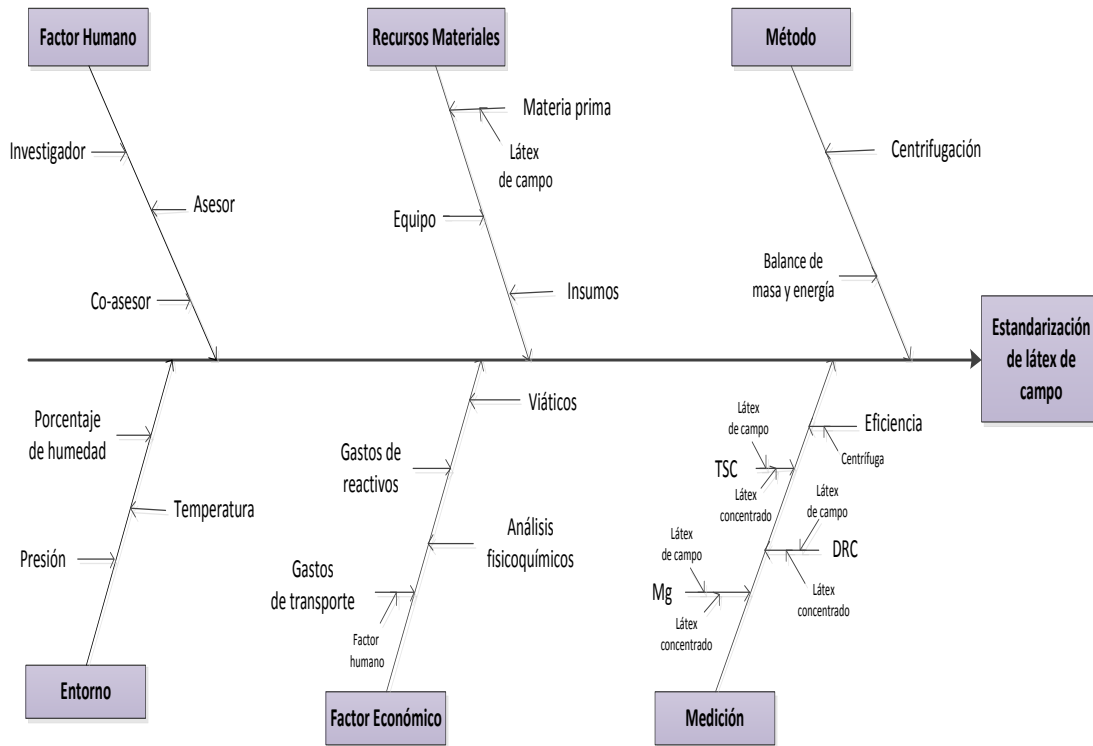 Factor Humano
Recursos Materiales
Método
Materia prima
Látex
de campo
Investigador
Centrifugación
Asesor
Equipo
Balance de
masa y energía
Co-asesor
Insumos
Estandarización
de látex de
campo
Viáticos
Porcentaje
de humedad
Látex
de campo
Eficiencia
Gastos de
reactivos
Centrífuga
TSC
Látex
concentrado
Látex
de campo
Temperatura
Análisis
fisicoquímicos
Látex
de campo
DRC
Presión
Gastos
de transporte
Látex
concentrado
Mg
Látex
concentrado
Factor
humano
Entorno
Factor Económico
Medición